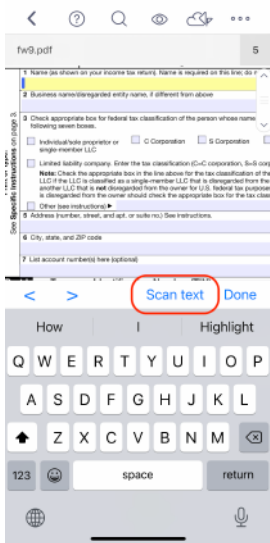 fw9.pdf 5
1 Name (as shown on your income tax return). Name is required on this line; do
2 Business name/disregarded entity name, if different from above
See Specific Instructions on page 3.
3 Check appropriate box for federal tax classification of the person whose name
following seven boxes.
Individual/sole proprietor or C Corporation S Corporation
single-member LLC
Limited liability company. Enter the tax classification (C=C corporation, S=S corp
Note: Check the appropriate box in the line above for the tax classification of the
LLC if the LLC is classified as a single-member LLC that is disregarded from the
another LLC that is not disregarded from the owner for U.S. federal tax purpose
is disregarded from the owner should check the appropriate box for the tax clas
Other (see instructions) ▶
5 Address (number, street, and apt. or suite no.) See instructions.
6 City, state, and ZIP code
7 List account number(s) here (optional)
< > Scan text Done
How I Highlight
Q W E R T Y U I O P
A S D F G H J K L
Z X C V B N M
123 space return